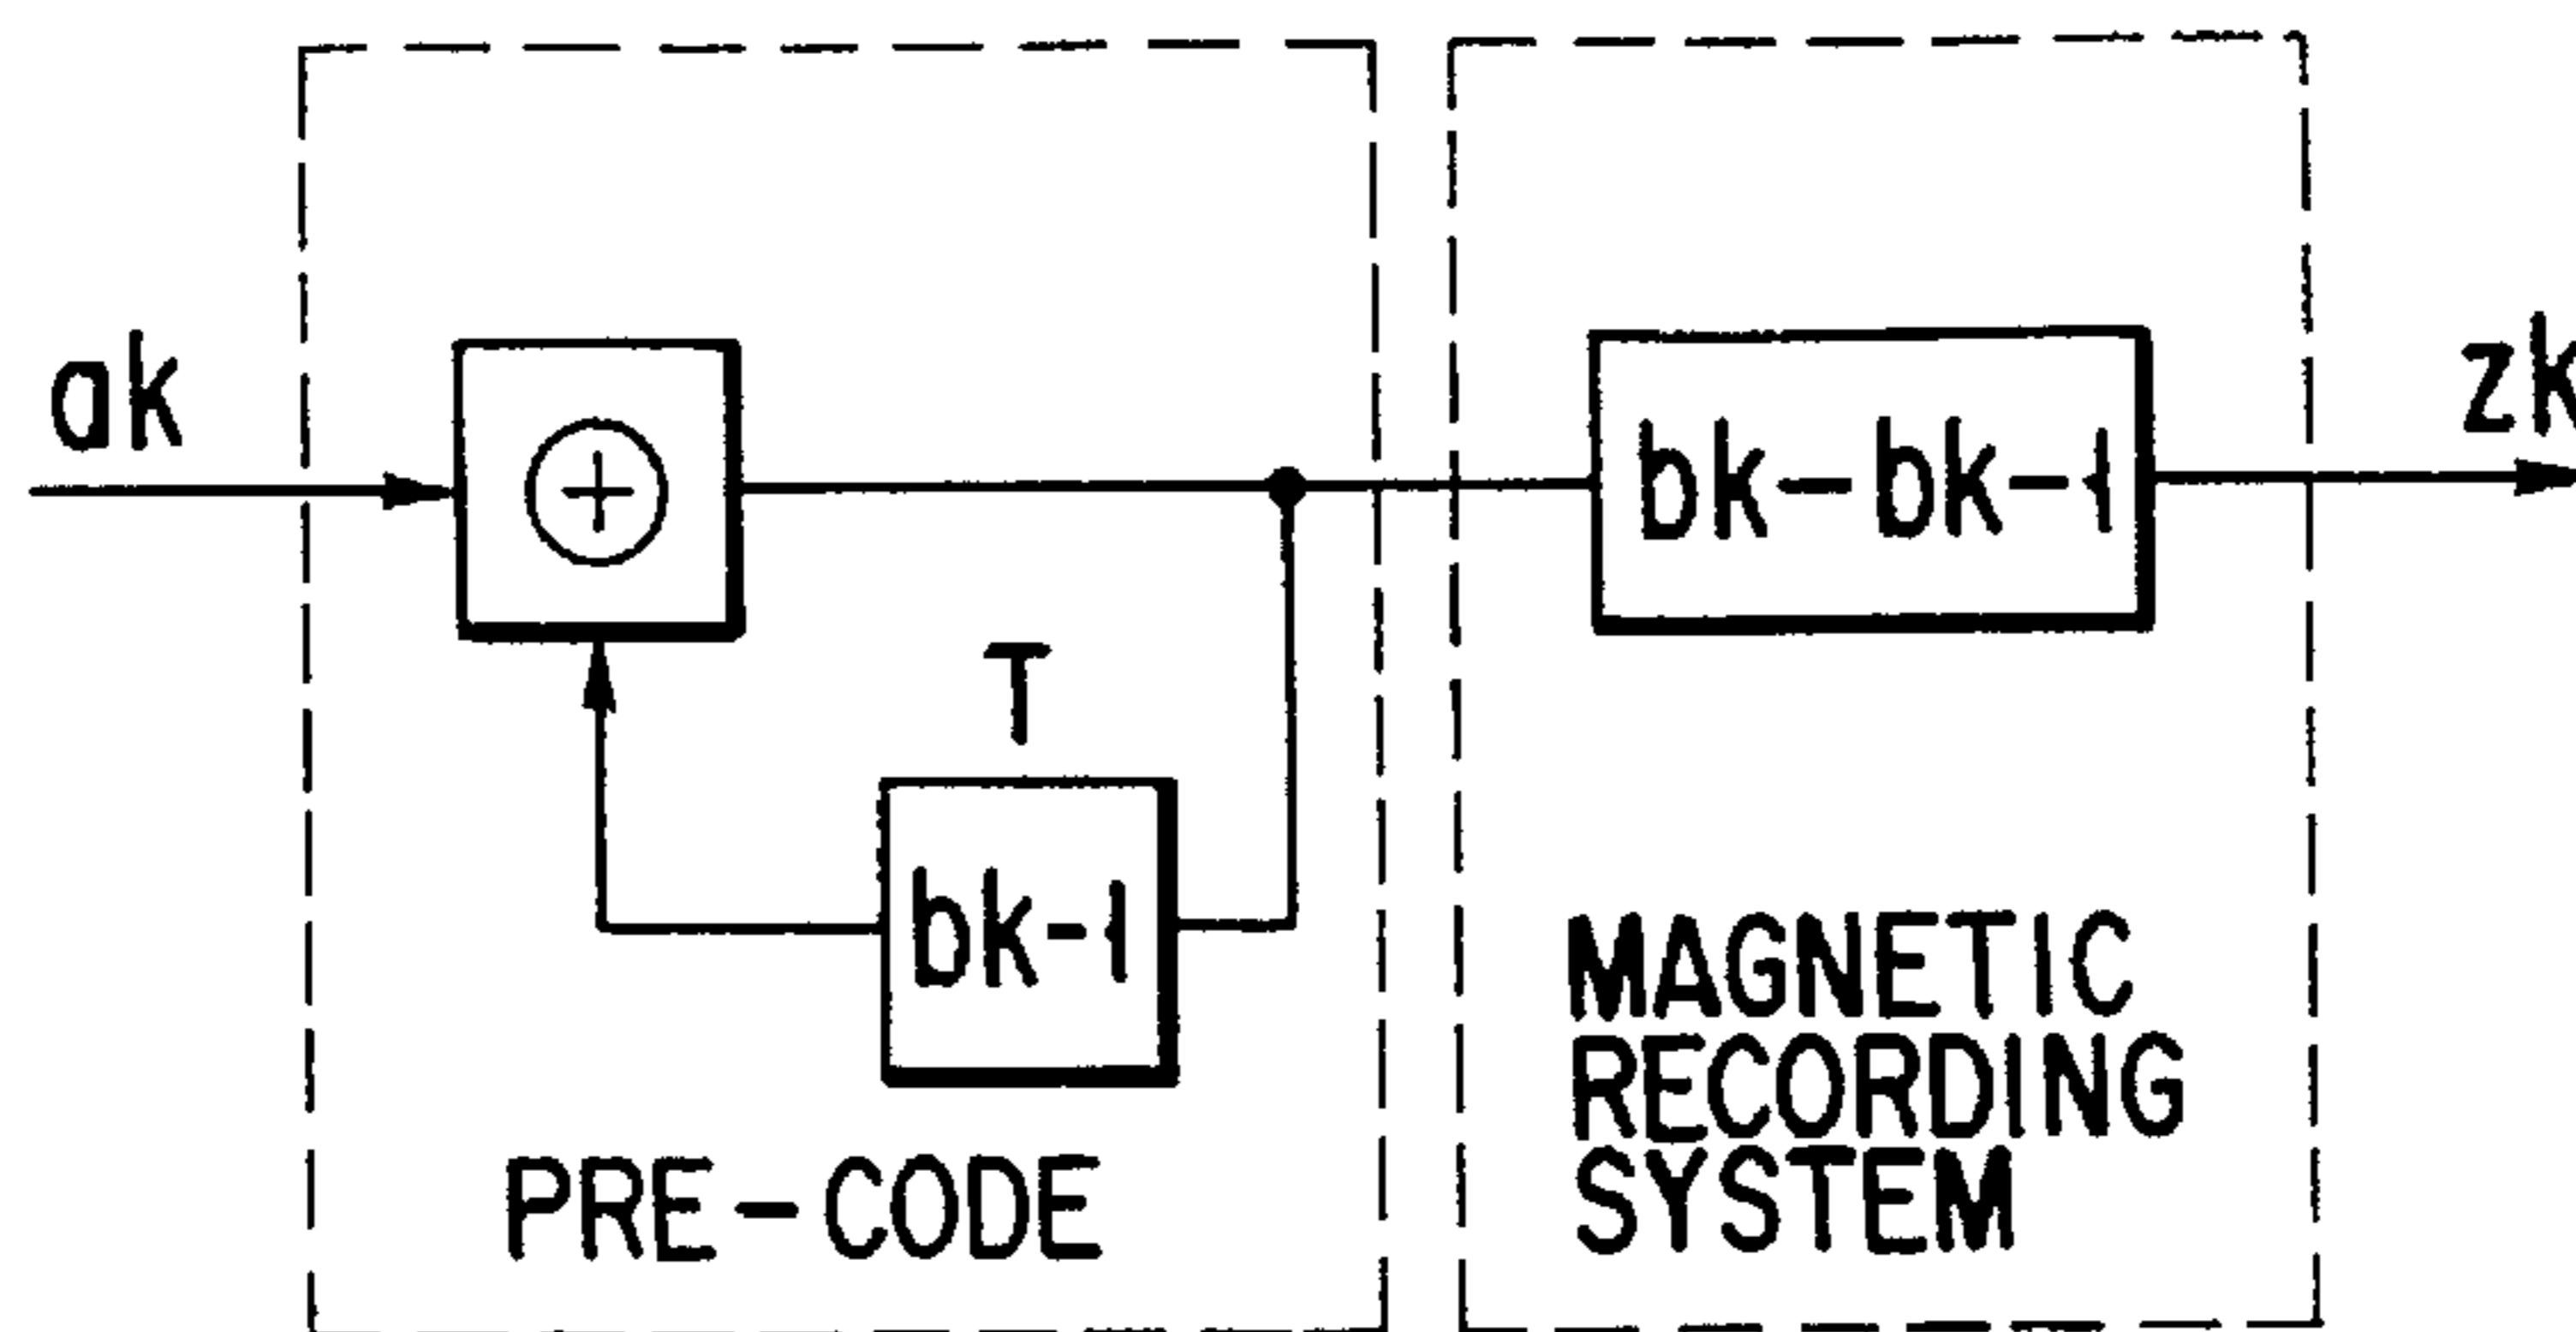 ak
zk
bk-bk-1
T
bk-1
PRE-CODE
MAGNETIC
RECORDING
SYSTEM